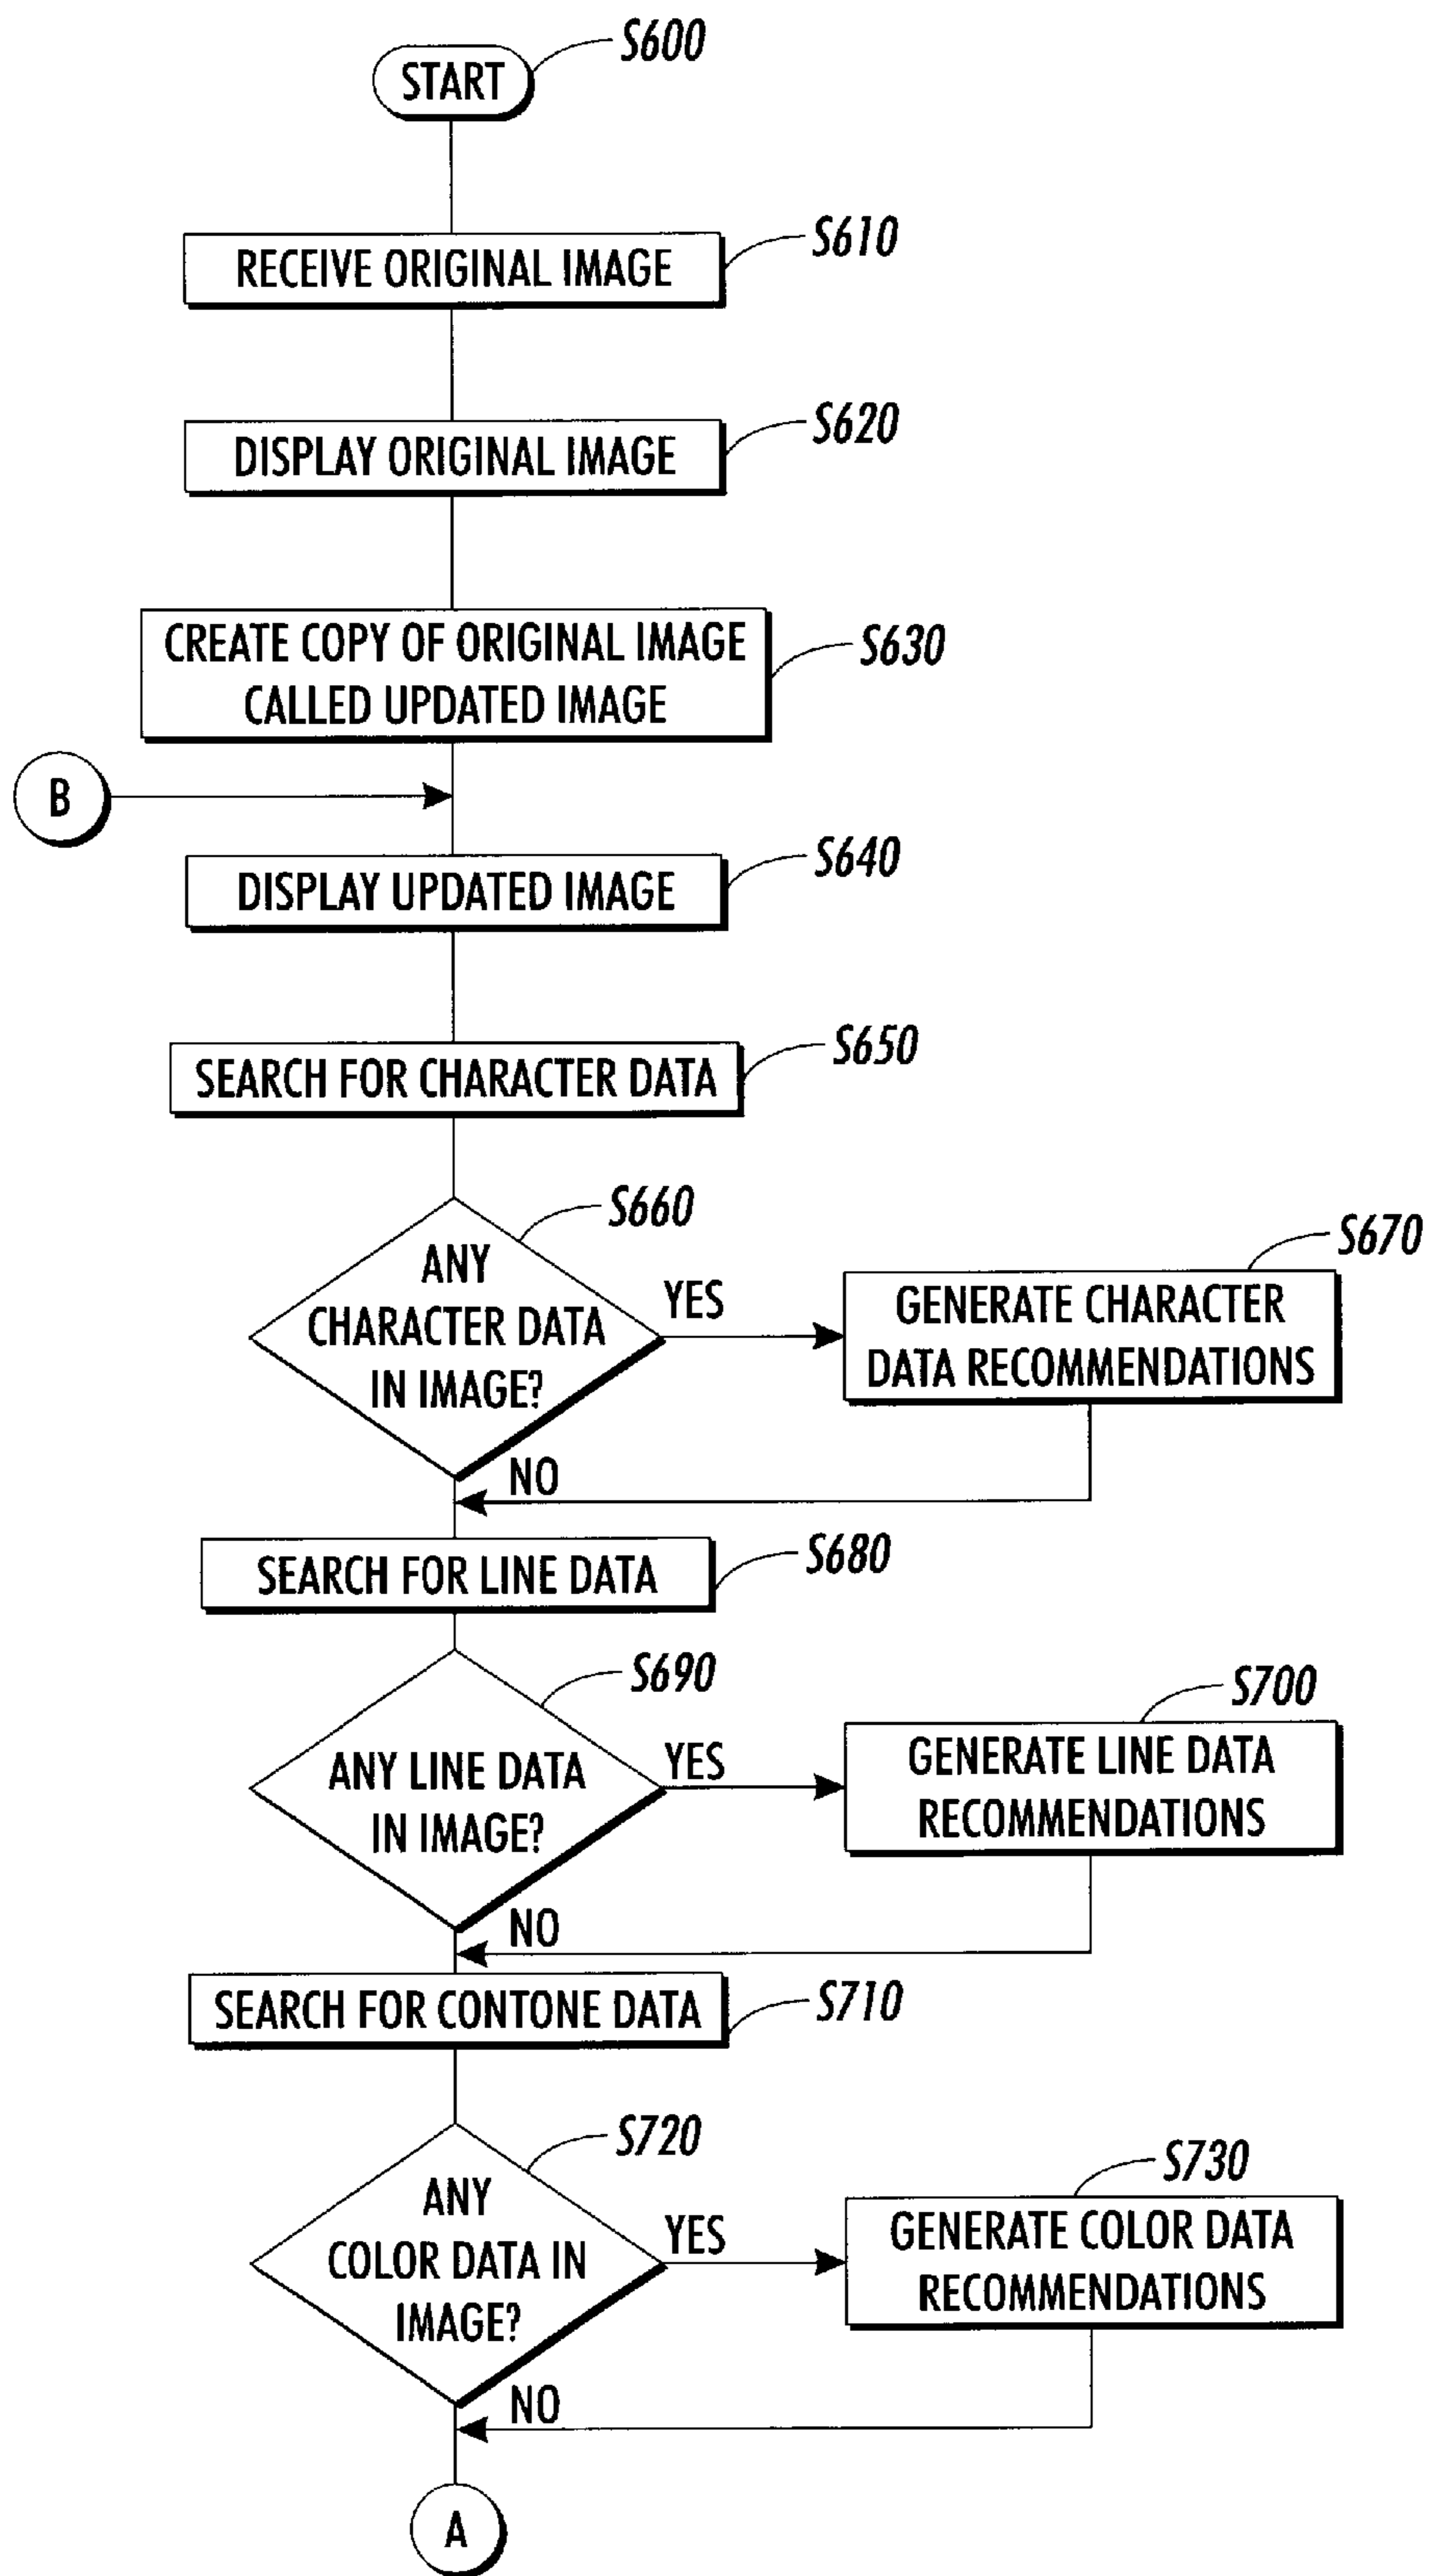 START
S600
RECEIVE ORIGINAL IMAGE
S610
DISPLAY ORIGINAL IMAGE
S620
CREATE COPY OF ORIGINAL IMAGE
CALLED UPDATED IMAGE
S630
B
DISPLAY UPDATED IMAGE
S640
SEARCH FOR CHARACTER DATA
S650
ANY
CHARACTER DATA
IN IMAGE?
S660
YES
GENERATE CHARACTER
DATA RECOMMENDATIONS
S670
NO
SEARCH FOR LINE DATA
S680
ANY LINE DATA
IN IMAGE?
S690
YES
GENERATE LINE DATA
RECOMMENDATIONS
S700
NO
SEARCH FOR CONTONE DATA
S710
ANY
COLOR DATA IN
IMAGE?
S720
YES
GENERATE COLOR DATA
RECOMMENDATIONS
S730
NO
A